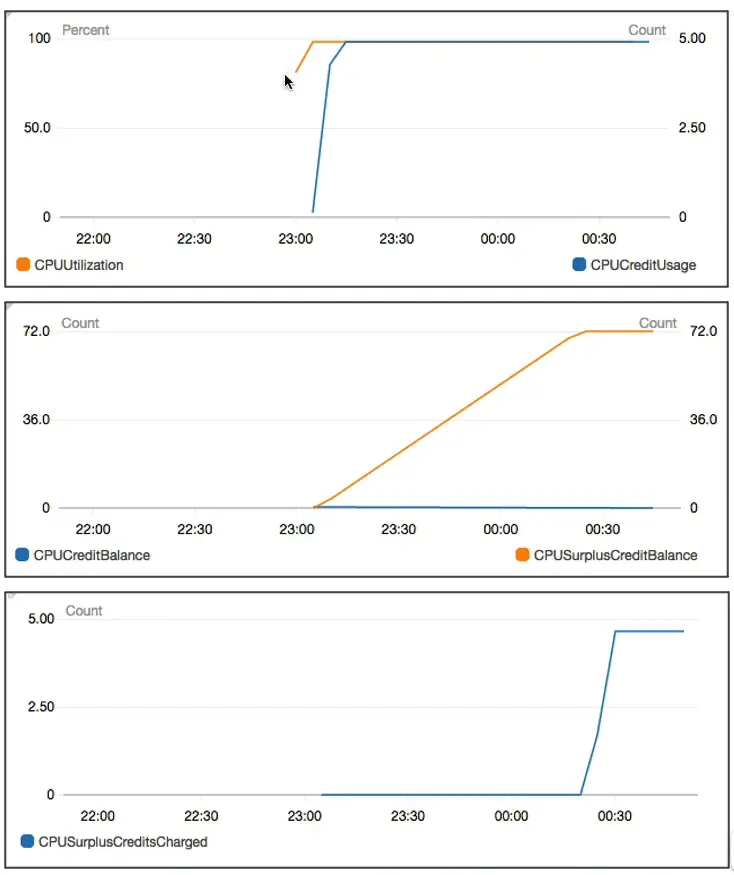 Percent Count
100 5.00
50.0 2.50
0 0
22:00 22:30 23:00 23:30 00:00 00:30
CPUUtilization CPUCreditUsage
Count Count
72.0 72.0
36.0 36.0
0 0
22:00 22:30 23:00 23:30 00:00 00:30
CPUCreditBalance CPUSurplusCreditBalance
Count
5.00
2.50
0
22:00 22:30 23:00 23:30 00:00 00:30
CPUSurplusCreditsCharged